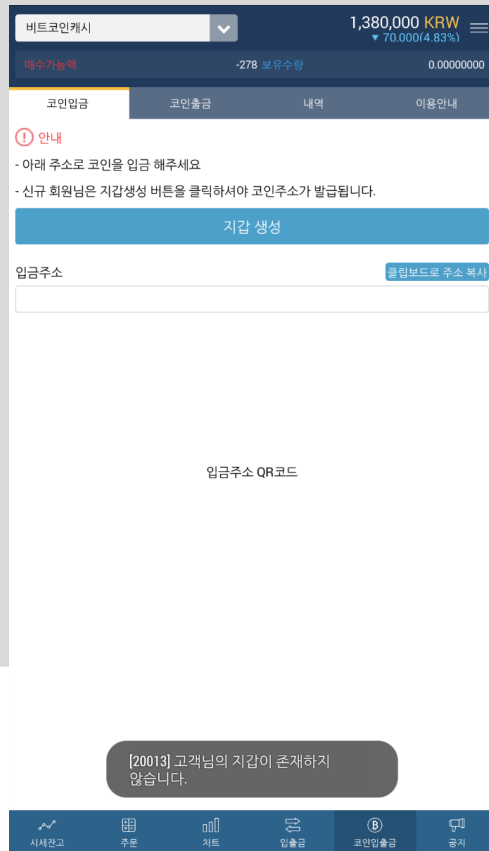 비트코인캐시
1,380,000 KRW
▼ 70.000(4.83%)
매수가능액 -278 보유수량 0.00000000
코인입금 코인출금 내역 이용안내
! 안내
- 아래 주소로 코인을 입금 해주세요
- 신규 회원님은 지갑생성 버튼을 클릭하셔야 코인주소가 발급됩니다.
지갑 생성
입금주소 클립보드로 주소 복사
입금주소 QR코드
[20013] 고객님의 지갑이 존재하지
않습니다.
시세잔고 주문 차트 입출금 코인입출금 공지